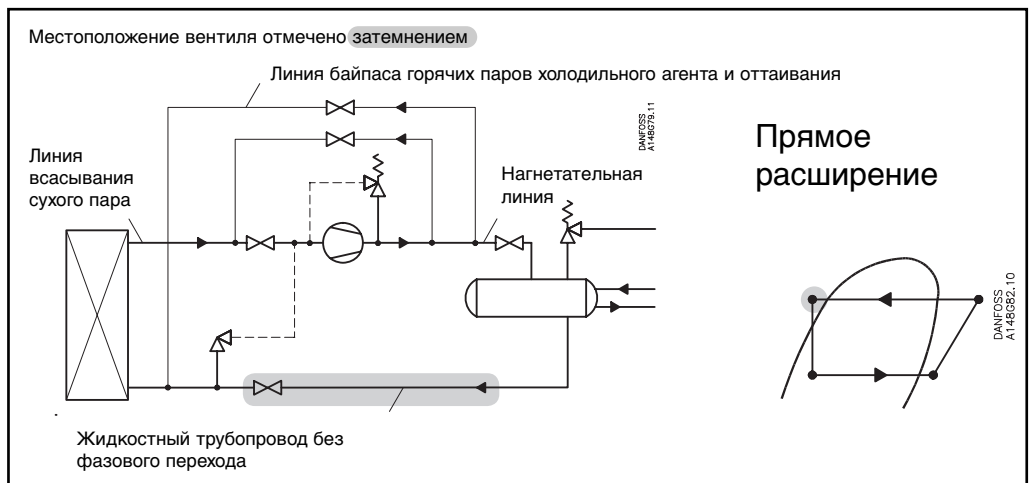 Местоположение вентиля отмечено затемнением
Линия байпаса горячих паров холодильного агента и оттаивания
DANFOSS
A148G79.11
Прямое
расширение
Линия
всасывания
сухого пара
Нагнетательная
линия
DANFOSS
A148G82.10
Жидкостный трубопровод без
фазового перехода